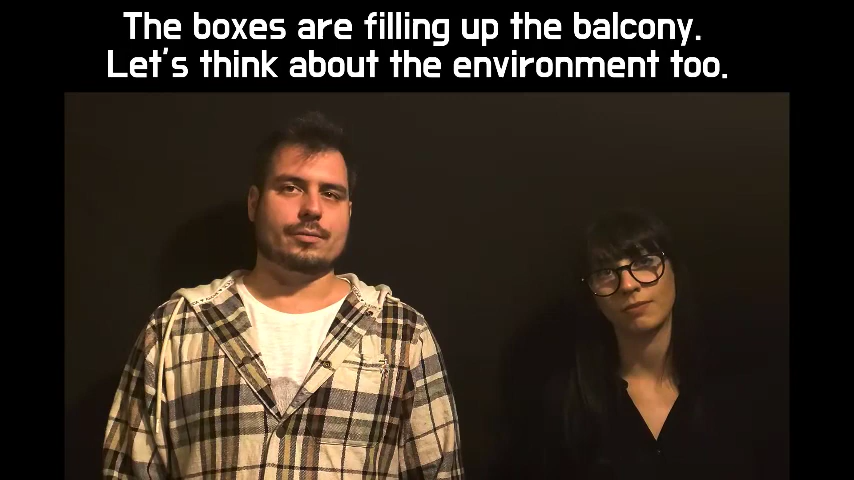 The boxes are filling up the balcony.
Let's think about the environment too.